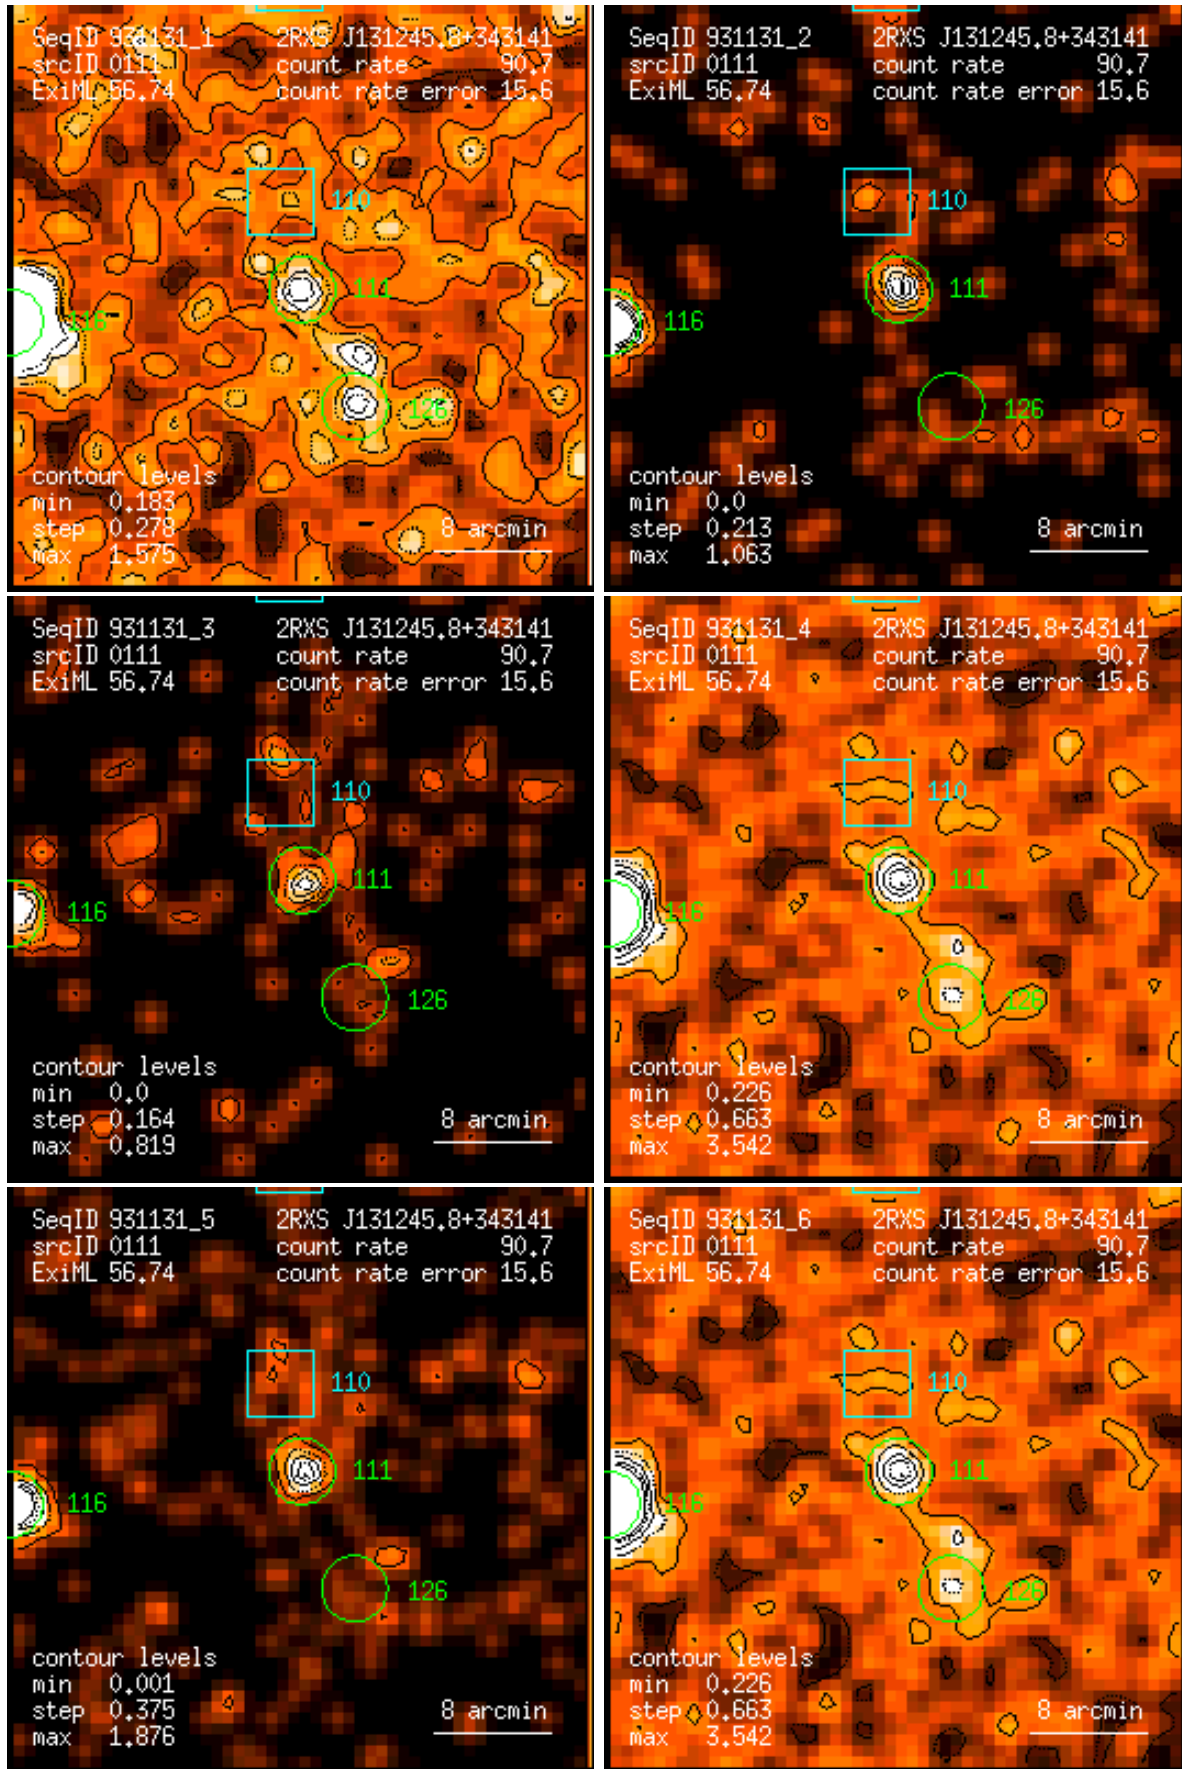 SeqID 931131_1 2RXS J131245.8+343141
srcID 0111 count rate 90.7
ExiML 56.74 count rate error 15.6
110
111
116
126
contour levels
min 0.183
step 0.278 8 arcmin
max 1.575
SeqID 931131_2 2RXS J131245.8+343141
srcID 0111 count rate 90.7
ExiML 56.74 count rate error 15.6
110
111
116
126
contour levels
min 0.0
step 0.213 8 arcmin
max 1.063
SeqID 931131_3 2RXS J131245.8+343141
srcID 0111 count rate 90.7
ExiML 56.74 count rate error 15.6
110
111
116
126
contour levels
min 0.0
step 0.164 8 arcmin
max 0.819
SeqID 931131_4 2RXS J131245.8+343141
srcID 0111 count rate 90.7
ExiML 56.74 count rate error 15.6
110
111
116
126
contour levels
min 0.226
step 0.663 8 arcmin
max 3.542
SeqID 931131_5 2RXS J131245.8+343141
srcID 0111 count rate 90.7
ExiML 56.74 count rate error 15.6
110
111
116
126
contour levels
min 0.001
step 0.375 8 arcmin
max 1.876
SeqID 931131_6 2RXS J131245.8+343141
srcID 0111 count rate 90.7
ExiML 56.74 count rate error 15.6
110
111
116
126
contour levels
min 0.226
step 0.663 8 arcmin
max 3.542